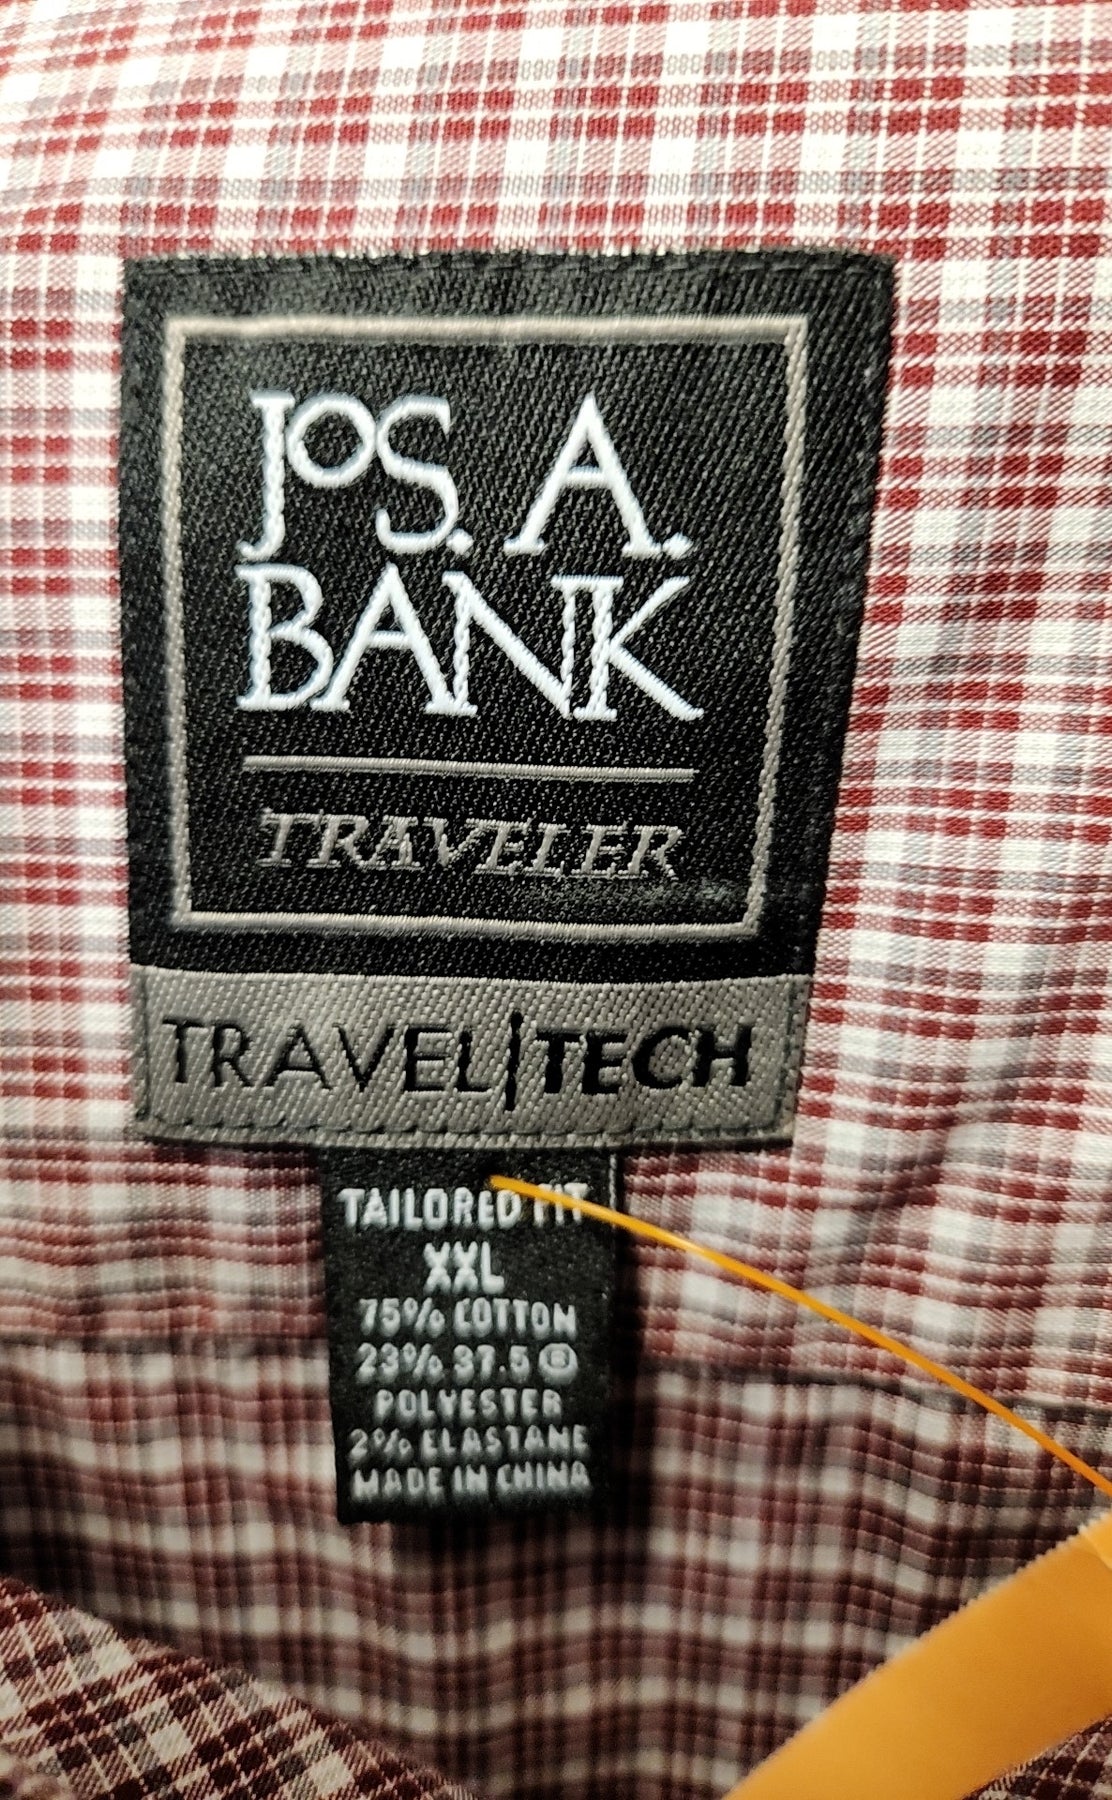 JOS. A.
BANK
TRAVELER
TRAVEL|TECH
TAILORED FIT
XXL
75% COTTON
23% 37.5®
POLYESTER
2% ELASTANE
MADE IN CHINA